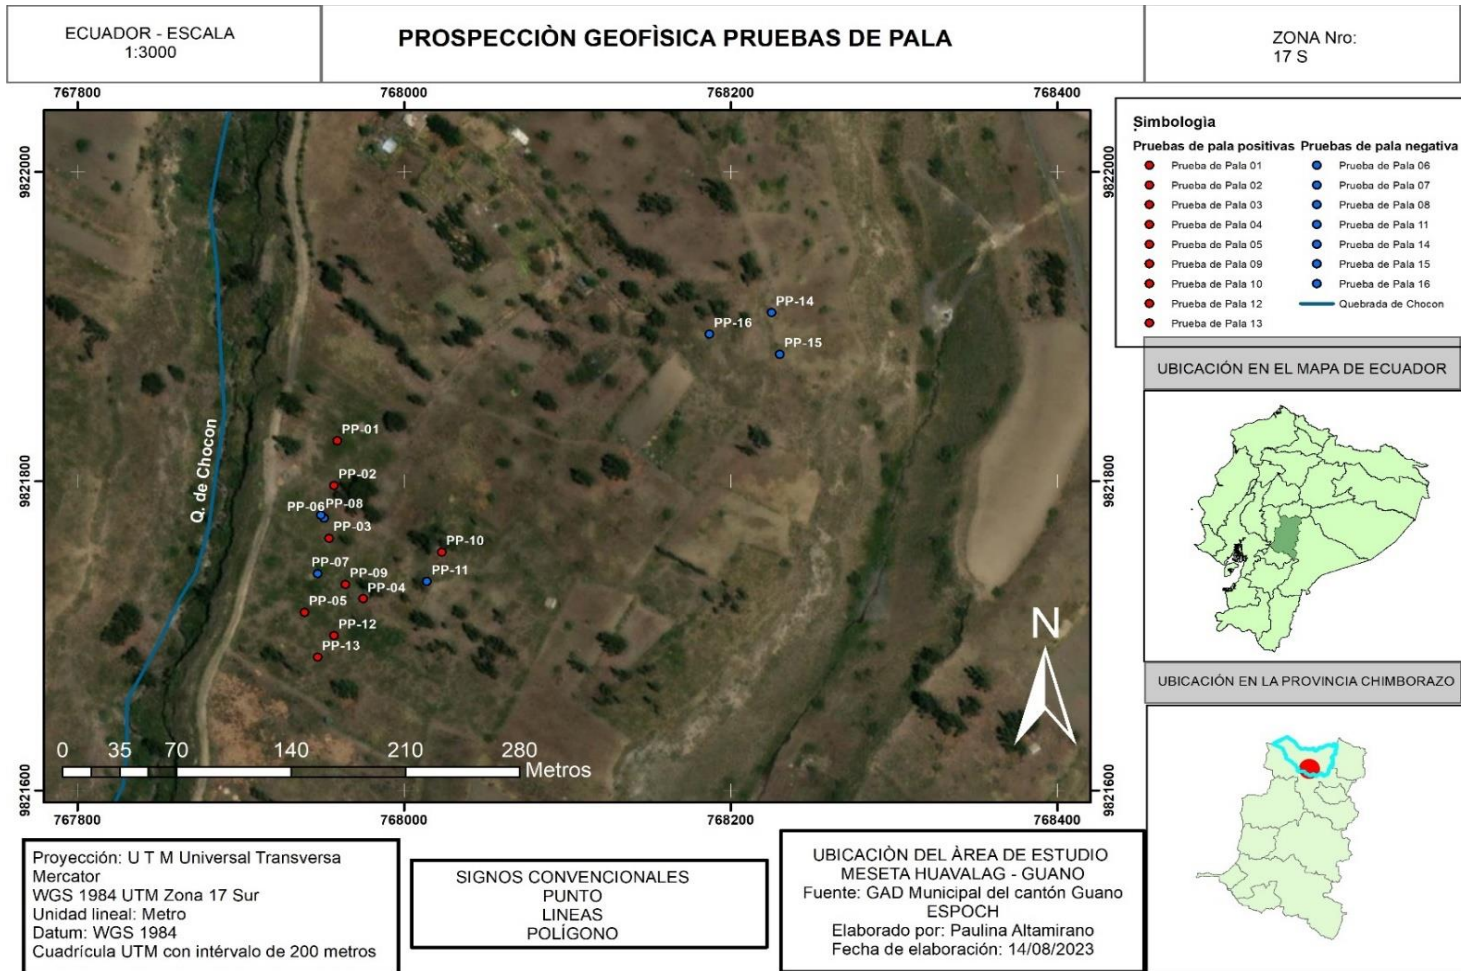 ECUADOR - ESCALA
1:3000
PROSPECCIÒN GEOFÌSICA PRUEBAS DE PALA
ZONA Nro:
17 S
767800
768000
768200
768400
9822000
9822000
9821800
9821800
9821600
9821600
767800
768000
768200
768400
Q. de Chocon
PP-14
PP-16
PP-15
PP-01
PP-02
PP-06
PP-08
PP-03
PP-10
PP-07
PP-09
PP-11
PP-04
PP-05
PP-12
PP-13
N
0 35 70 140 210 280
Metros
Simbologìa
:
Pruebas de pala positivas Pruebas de pala negativa
Prueba de Pala 01 Prueba de Pala 06
Prueba de Pala 02 Prueba de Pala 07
Prueba de Pala 03 Prueba de Pala 08
Prueba de Pala 04 Prueba de Pala 11
Prueba de Pala 05 Prueba de Pala 14
Prueba de Pala 09 Prueba de Pala 15
Prueba de Pala 10 Prueba de Pala 16
Prueba de Pala 12 Quebrada de Chocon
Prueba de Pala 13
UBICACIÓN EN EL MAPA DE ECUADOR
UBICACIÓN EN LA PROVINCIA CHIMBORAZO
Proyección: U T M Universal Transversa
Mercator
WGS 1984 UTM Zona 17 Sur
Unidad lineal: Metro
Datum: WGS 1984
Cuadrícula UTM con intérvalo de 200 metros
SIGNOS CONVENCIONALES
PUNTO
LINEAS
POLÍGONO
UBICACIÒN DEL ÀREA DE ESTUDIO
MESETA HUAVALAG - GUANO
Fuente: GAD Municipal del cantón Guano
ESPOCH
Elaborado por: Paulina Altamirano
Fecha de elaboración: 14/08/2023